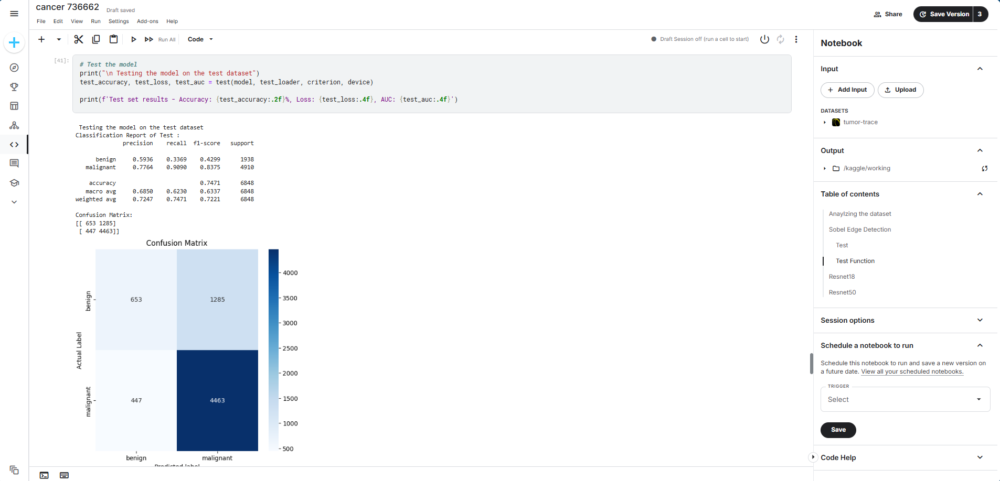 cancer 736662
Draft saved
File Edit View Run Settings Add-ons Help
Share
Save Version 3
Run All
Code
Draft Session off (run a cell to start)
[41]:
# Test the model
print("\n Testing the model on the test dataset")
test_accuracy, test_loss, test_auc = test(model, test_loader, criterion, device)
print(f'Test set results - Accuracy: {test_accuracy:.2f}%, Loss: {test_loss:.4f}, AUC: {test_auc:.4f}')
Testing the model on the test dataset
Classification Report of Test :
precision recall f1-score support
benign 0.5936 0.3369 0.4299 1938
malignant 0.7764 0.9090 0.8375 4910
accuracy 0.7471 6848
macro avg 0.6850 0.6230 0.6337 6848
weighted avg 0.7247 0.7471 0.7221 6848
Confusion Matrix:
[[ 653 1285]
[ 447 4463]]
Confusion Matrix
653 1285
447 4463
benign
malignant
Actual Label
benign malignant
Predicted label
4000
3500
3000
2500
2000
1500
1000
500
Notebook
Input
Add Input
Upload
DATASETS
tumor-trace
Output
/kaggle/working
Table of contents
Anaylzing the dataset
Sobel Edge Detection
Test
Test Function
Resnet18
Resnet50
Session options
Schedule a notebook to run
Schedule this notebook to run and save a new version on
a future date. View all your scheduled notebooks.
TRIGGER
Select
Save
Code Help